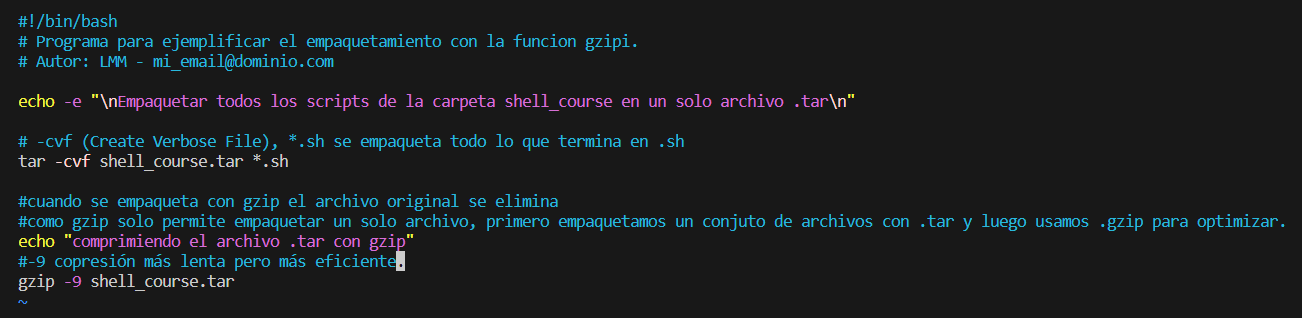 #!/bin/bash
# Programa para ejemplificar el empaquetamiento con la funcion gzipi.
# Autor: LMM - mi_email@dominio.com
echo -e "\nEmpaquetar todos los scripts de la carpeta shell_course en un solo archivo .tar\n"
# -cvf (Create Verbose File), *.sh se empaqueta todo lo que termina en .sh
tar -cvf shell_course.tar *.sh
#cuando se empaqueta con gzip el archivo original se elimina
#como gzip solo permite empaquetar un solo archivo, primero empaquetamos un conjuto de archivos con .tar y luego usamos .gzip para optimizar.
echo "comprimiendo el archivo .tar con gzip"
#-9 copresión más lenta pero más eficiente.
gzip -9 shell_course.tar
~